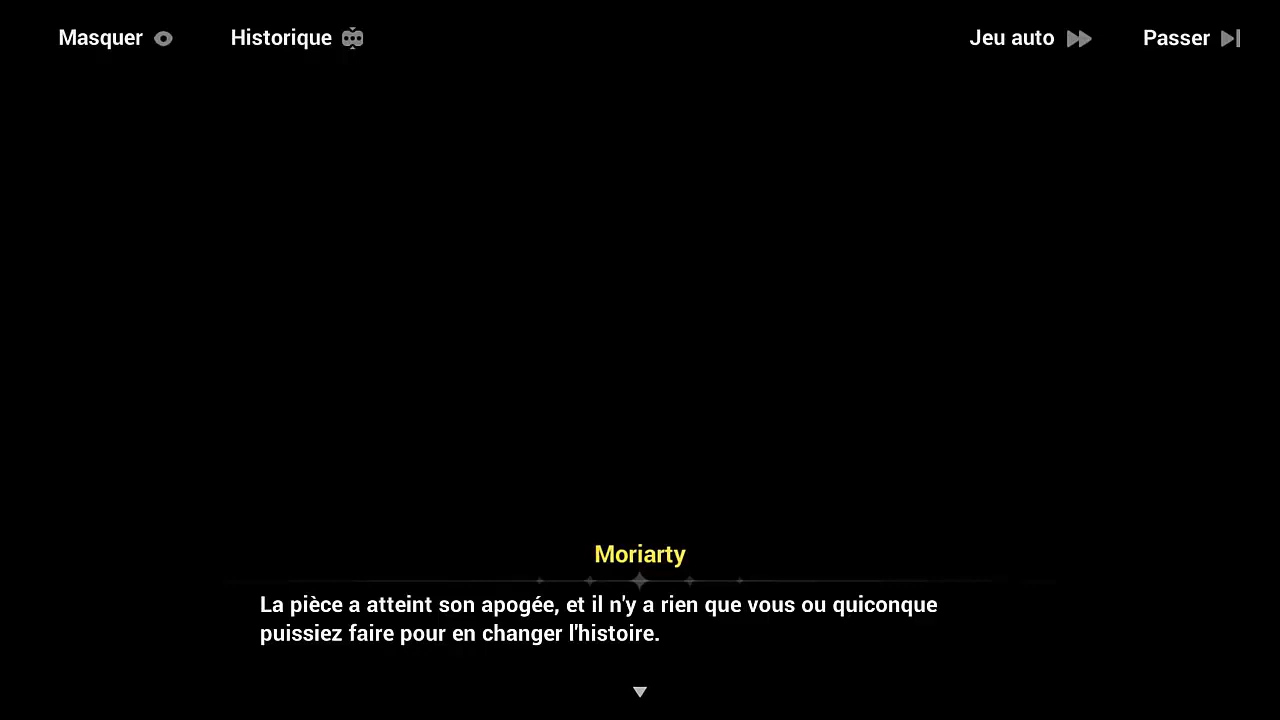 Masquer Historique Jeu auto Passer
Moriarty
La pièce a atteint son apogée, et il n'y a rien que vous ou quiconque
puissiez faire pour en changer l'histoire.